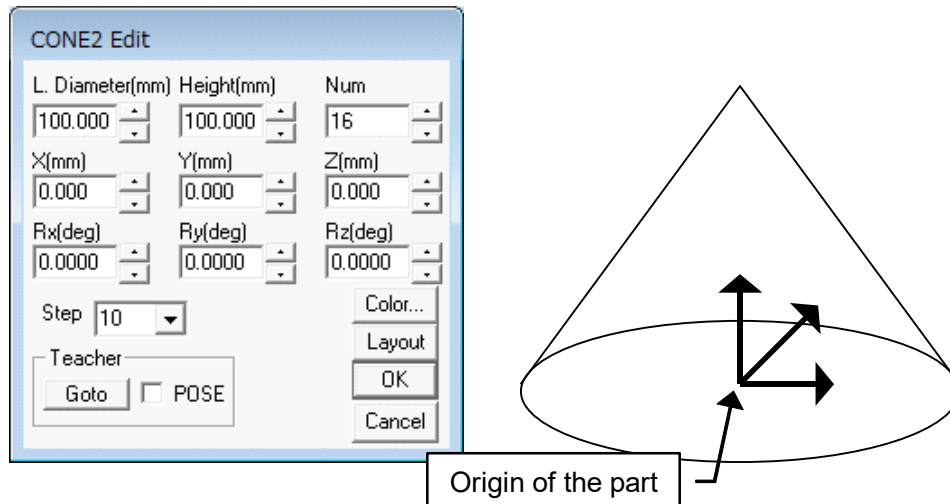 CONE2 Edit
L. Diameter(mm) Height(mm) Num
100.000 100.000 16
X(mm) Y(mm) Z(mm)
0.000 0.000 0.000
Rx(deg) Ry(deg) Rz(deg)
0.0000 0.0000 0.0000
Step 10
Color...
Layout
Teacher
Goto POSE
OK
Cancel
Origin of the part